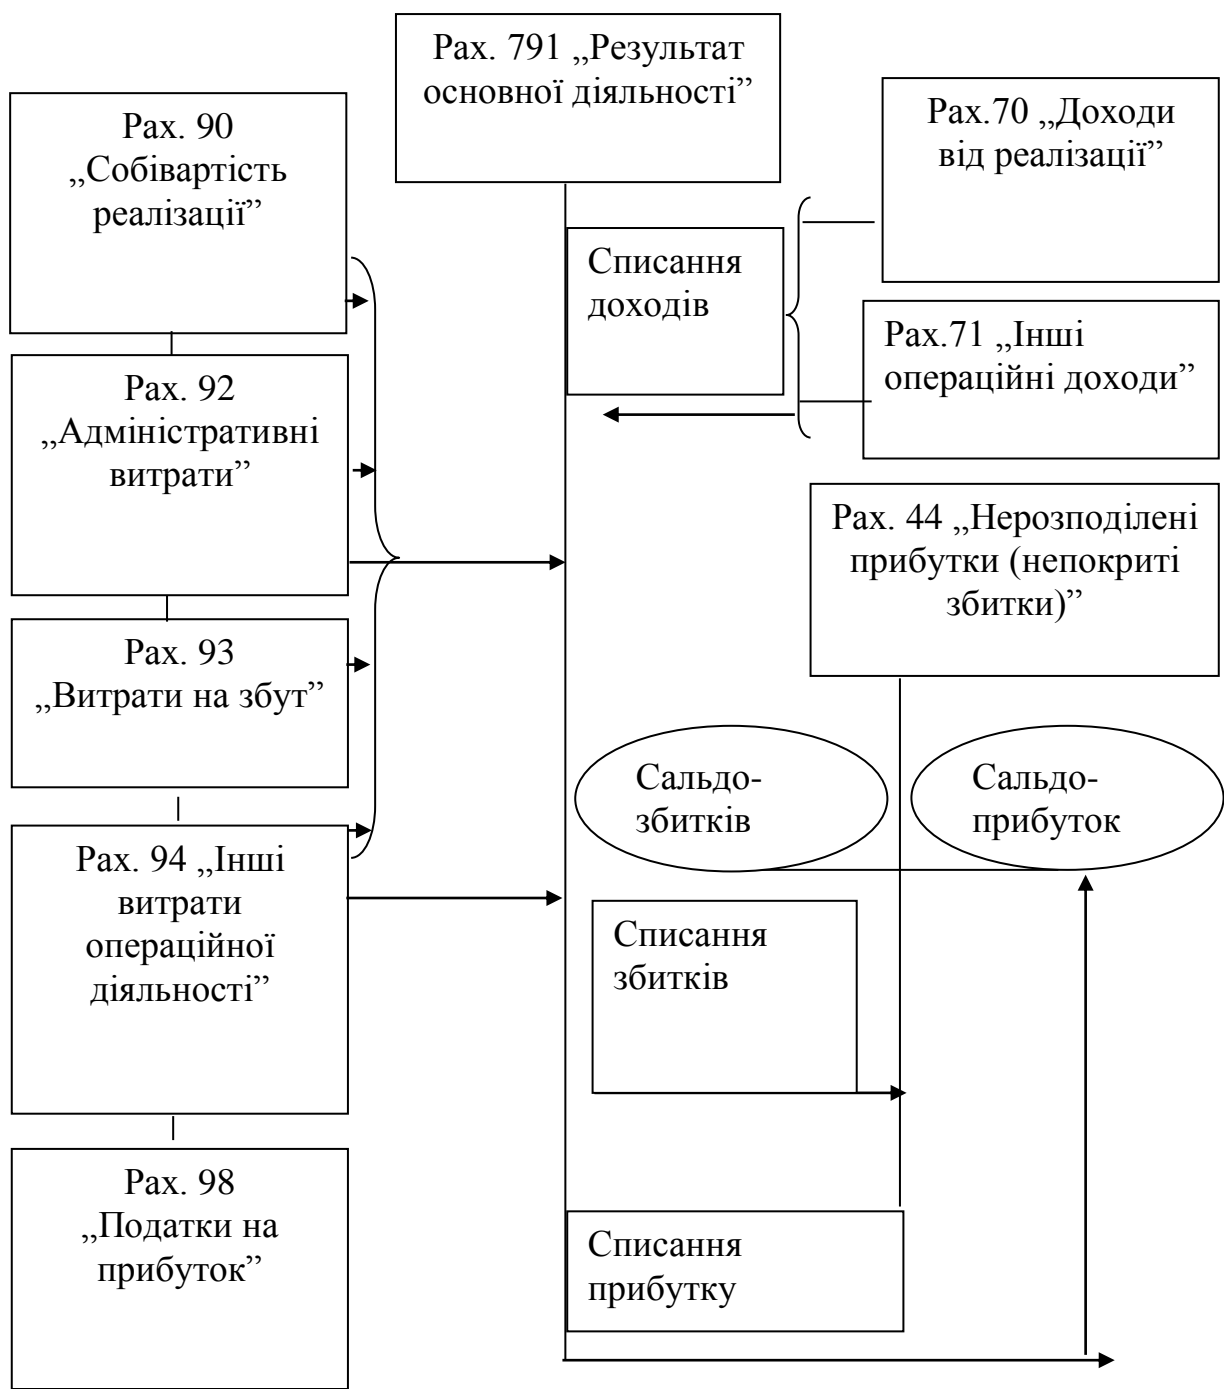 Рах. 791 „Результат
основної діяльності”
Рах. 90
„Собівартість
реалізації”
Рах.70 „Доходи
від реалізації”
Списання
доходів
Рах.71 „Інші
операційні доходи”
Рах. 92
„Адміністративні
витрати”
Рах. 44 „Нерозподілені
прибутки (непокриті
збитки)”
Рах. 93
„Витрати на збут”
Сальдо-
збитків
Сальдо-
прибуток
Рах. 94 „Інші
витрати
операційної
діяльності”
Списання
збитків
Рах. 98
„Податки на
прибуток”
Списання
прибутку